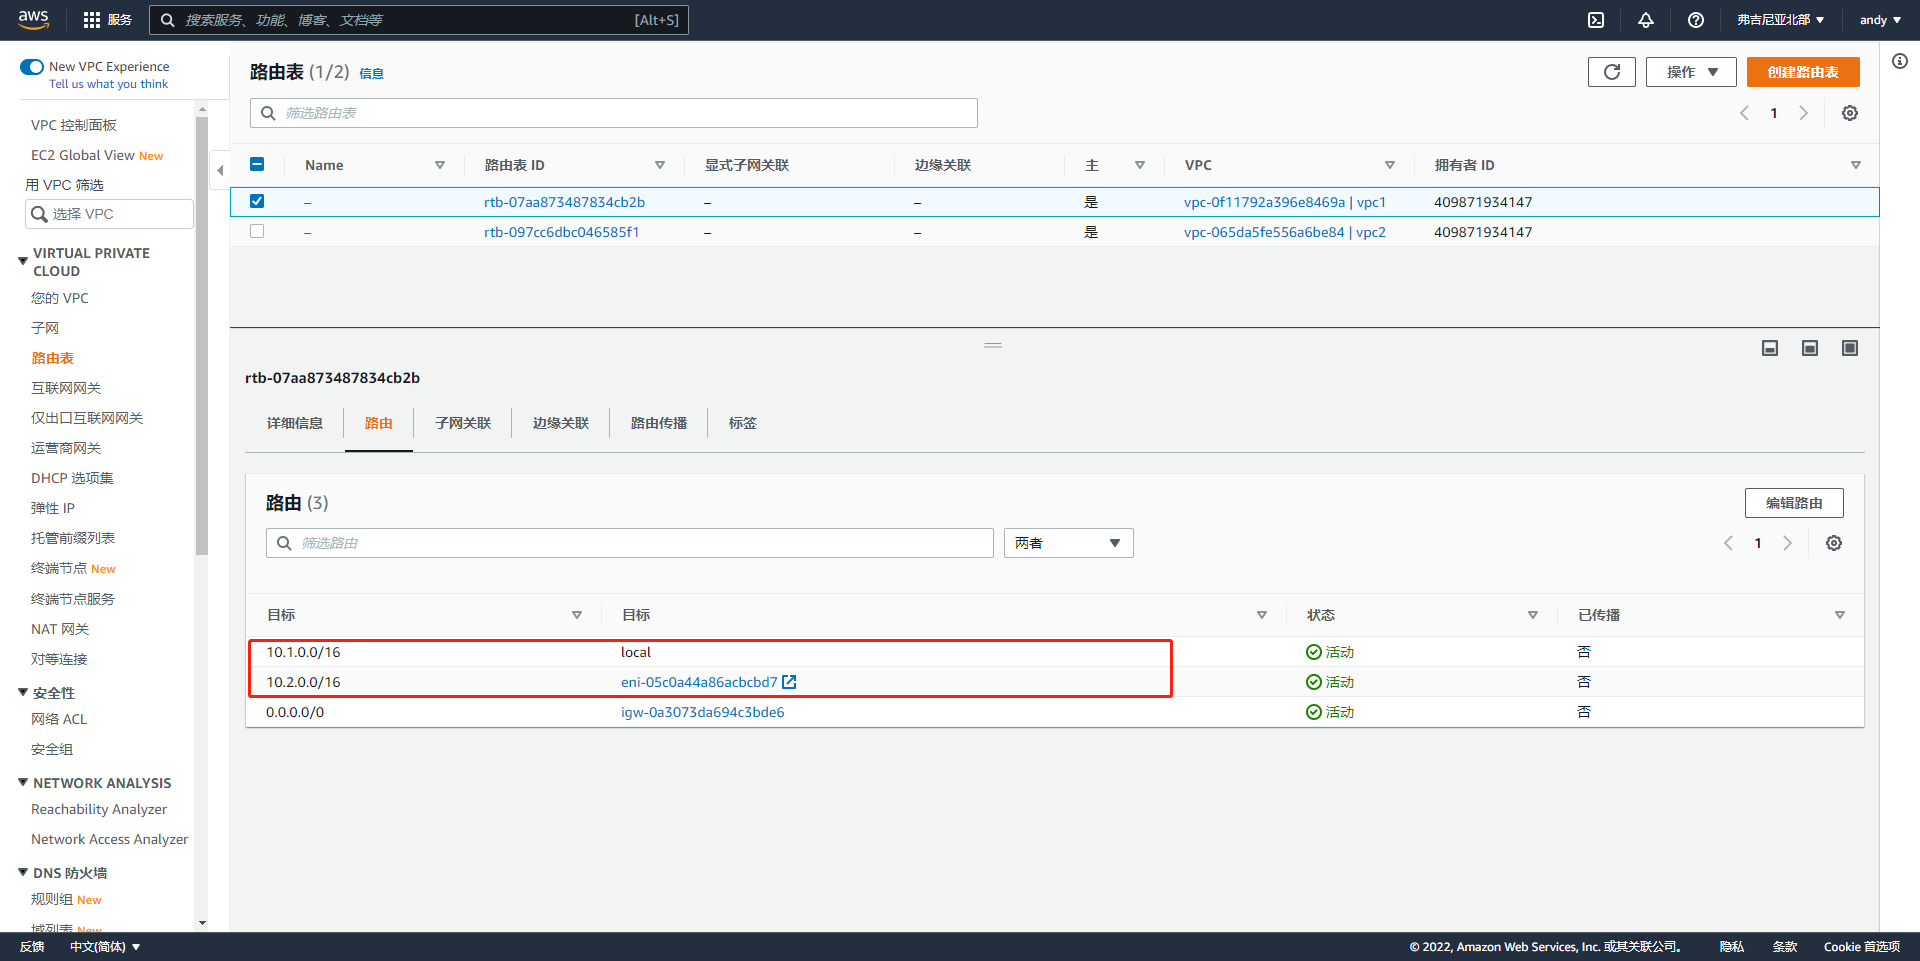 aws 服务 搜索服务、功能、博客、文档等 [Alt+S] 弗吉尼亚北部 andy
New VPC Experience
Tell us what you think
VPC 控制面板
EC2 Global View New
用 VPC 筛选
选择 VPC
VIRTUAL PRIVATE
CLOUD
您的 VPC
子网
路由表
互联网网关
仅出口互联网网关
运营商网关
DHCP 选项集
弹性 IP
托管前缀列表
终端节点 New
终端节点服务
NAT 网关
对等连接
安全性
网络 ACL
安全组
NETWORK ANALYSIS
Reachability Analyzer
Network Access Analyzer
DNS 防火墙
规则组 New
域列表 New
路由表 (1/2) 信息 操作 创建路由表
筛选路由表 1
Name 路由表 ID 显式子网关联 边缘关联 主 VPC 拥有者 ID
– rtb-07aa873487834cb2b – – 是 vpc-0f11792a396e8469a | vpc1 409871934147
– rtb-097cc6dbc046585f1 – – 是 vpc-065da5fe556a6be84 | vpc2 409871934147
rtb-07aa873487834cb2b
详细信息 路由 子网关联 边缘关联 路由传播 标签
路由 (3) 编辑路由
筛选路由 两者 1
目标 目标 状态 已传播
10.1.0.0/16 local 活动 否
10.2.0.0/16 eni-05c0a44a86acbcbd7 活动 否
0.0.0.0/0 igw-0a3073da694c3bde6 活动 否
反馈 中文(简体) © 2022, Amazon Web Services, Inc. 或其关联公司。 隐私 条款 Cookie 首选项